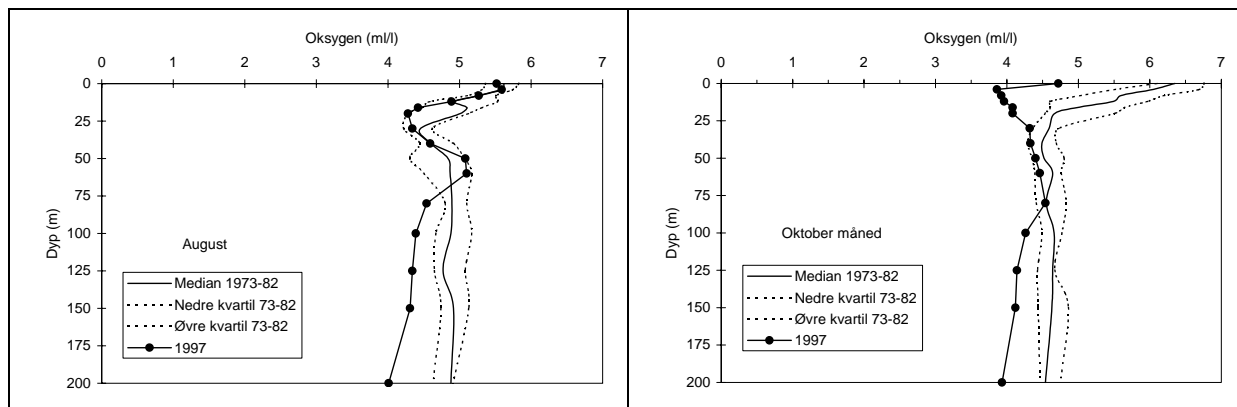 Oksygen (ml/l)
0 1 2 3 4 5 6 7
0
25
50
75
100
125
150
175
200
Dyp (m)
August
Median 1973-82
Nedre kvartil 73-82
Øvre kvartil 73-82
1997
Oksygen (ml/l)
0 1 2 3 4 5 6 7
0
25
50
75
100
125
150
175
200
Dyp (m)
Oktober måned
Median 1973-82
Nedre kvartil 73-82
Øvre kvartil 73-82
1997